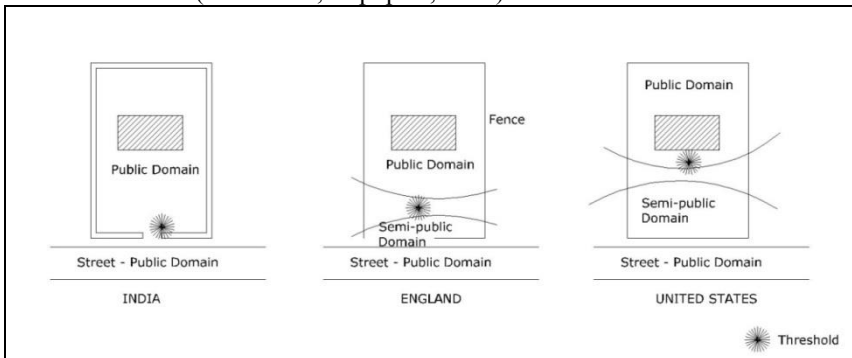 Public Domain
Street - Public Domain
INDIA
Fence
Public Domain
Semi-public
Domain
Street - Public Domain
ENGLAND
Public Domain
Semi-public
Domain
Street - Public Domain
UNITED STATES
Threshold